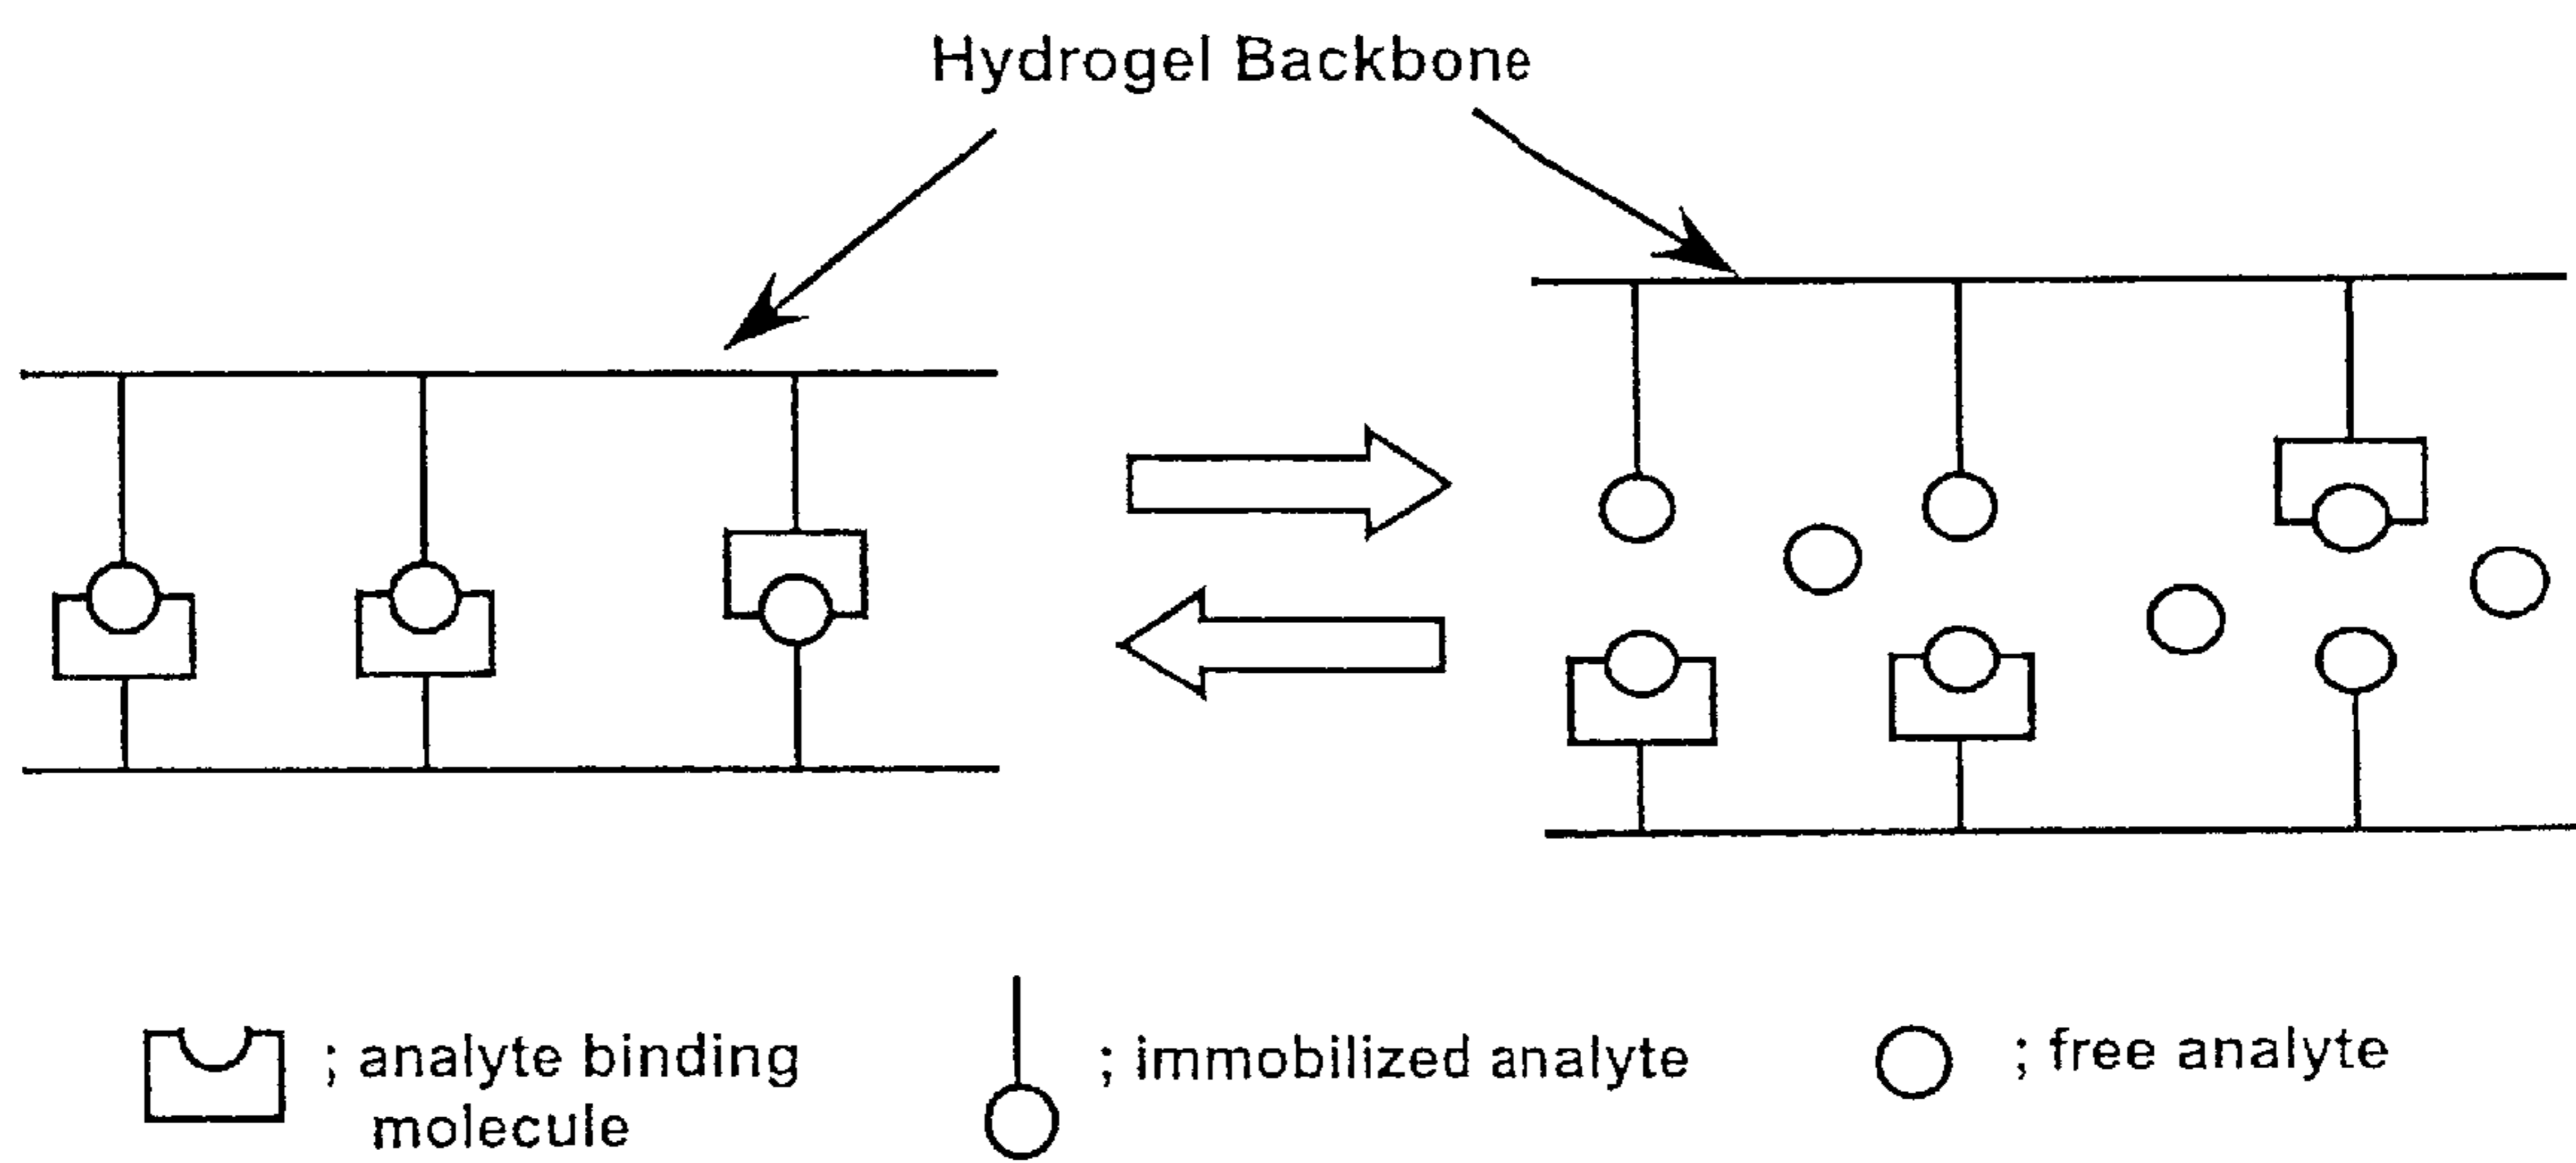 Hydrogel Backbone
; analyte binding
molecule
; immobilized analyte
; free analyte